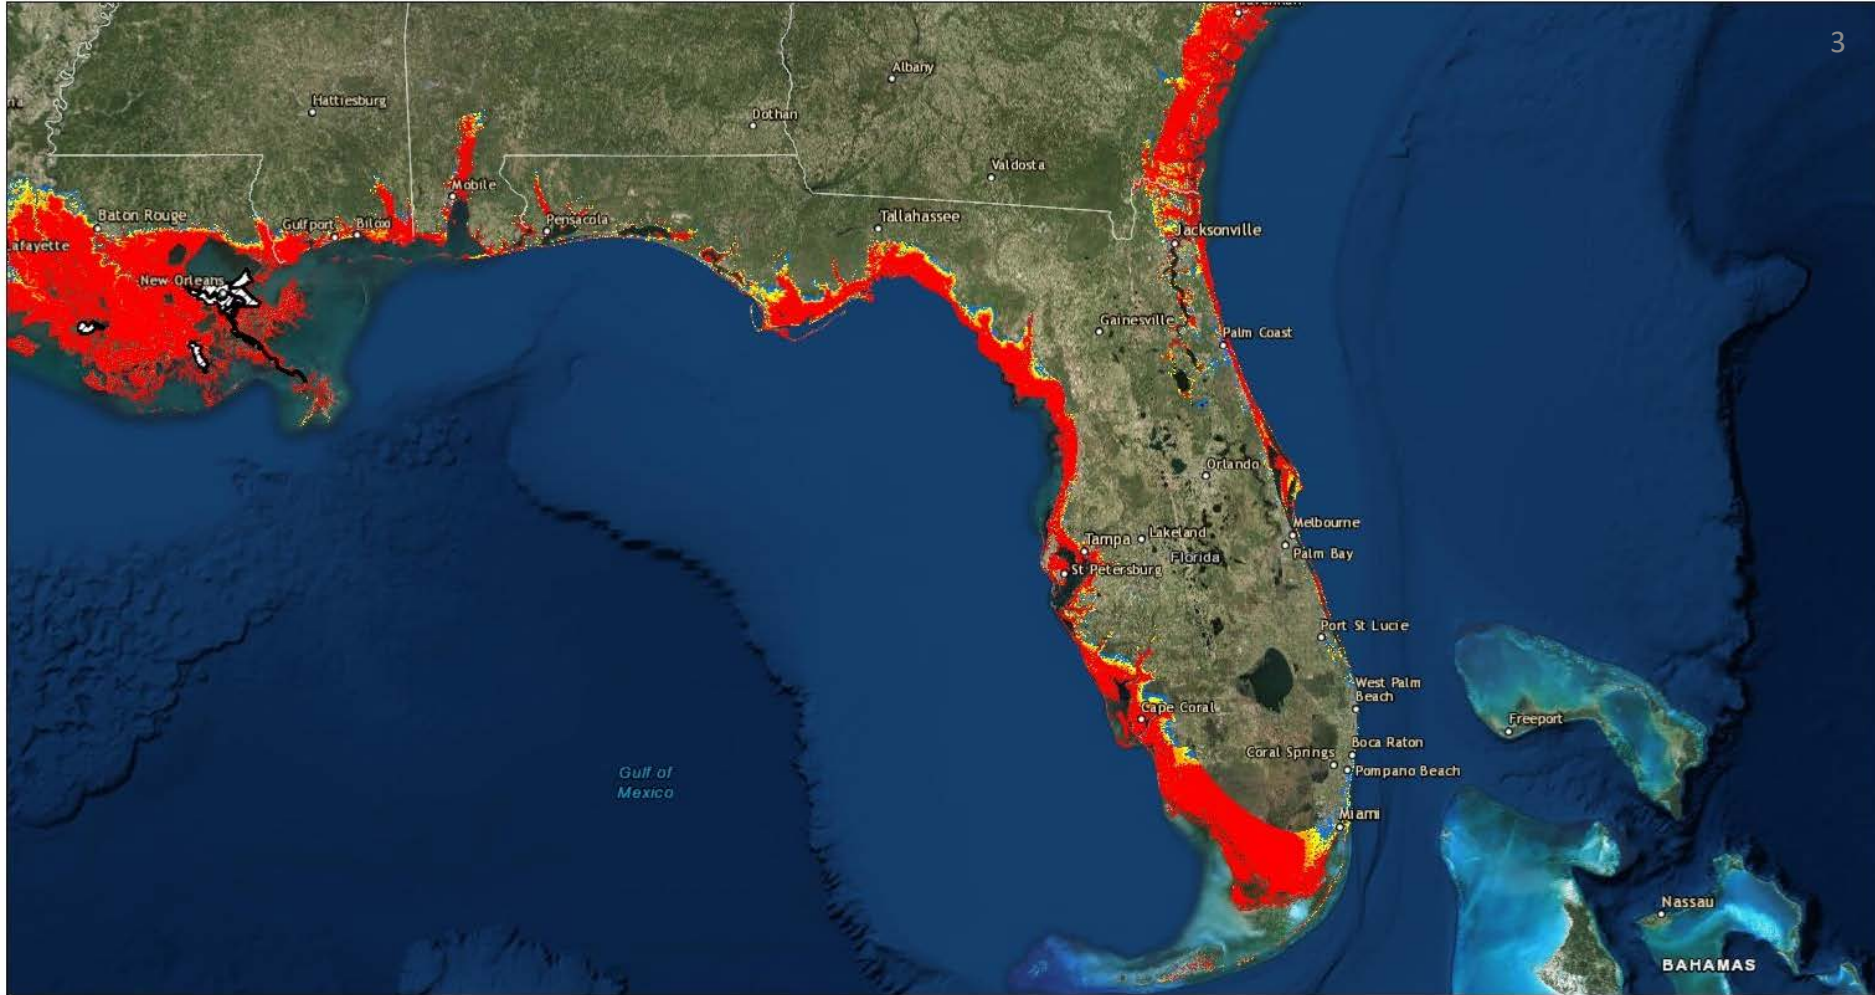 3
Albany
Hattiesburg
Dothan
Valdosta
Mobile
Baton Rouge
Gulfport
Biloxi
Pensacola
Tallahassee
Jacksonville
Lafayette
New Orleans
Gainesville
Palm Coast
Orlando
Melbourne
Tampa
Lakeland
Palm Bay
Florida
St Petersburg
Port St Lucie
West Palm
Beach
Cape Coral
Freeport
Coral Springs
Boca Raton
Pompano Beach
Gulf of
Mexico
Miami
Nassau
BAHAMAS